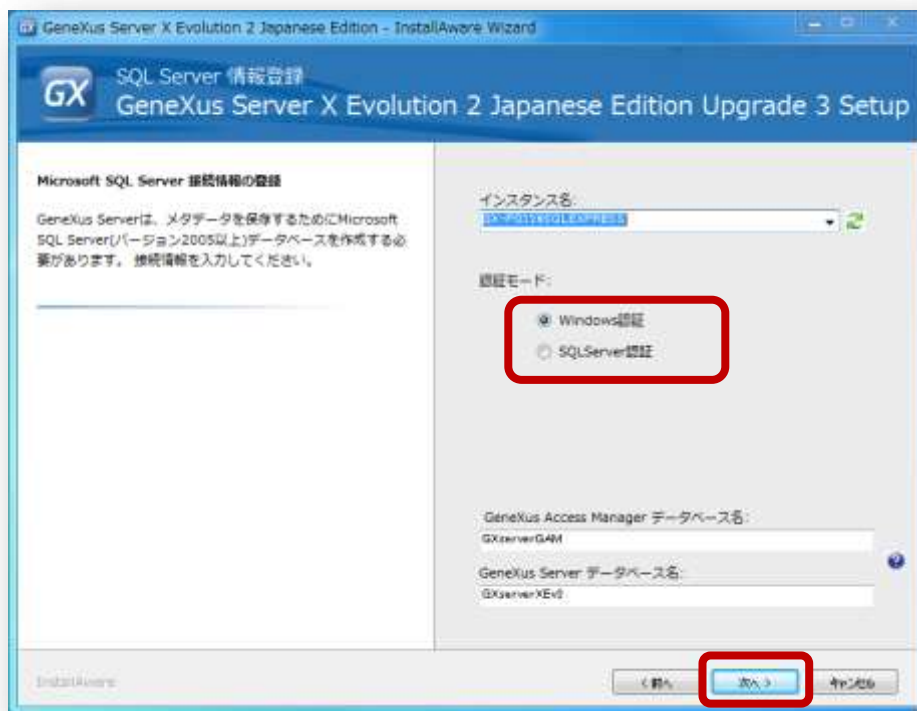 GeneXus Server X Evolution 2 Japanese Edition - InstallAware Wizard
GX
SQL Server 情報登録
GeneXus Server X Evolution 2 Japanese Edition Upgrade 3 Setup
Microsoft SQL Server 接続情報の登録
GeneXus Serverは、メタデータを保存するためにMicrosoft
SQL Server(バージョン2005以上)データベースを作成する必
要があります。 接続情報を入力してください。
インスタンス名:
認証モード:
Windows認証
SQLServer認証
GeneXus Access Manager データベース名:
GXserverGAM
GeneXus Server データベース名:
InstallAware
< 前へ
次へ >
キャンセル